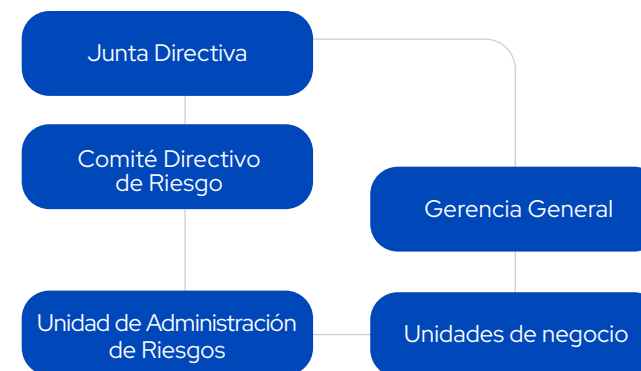 Junta Directiva
Comité Directivo
de Riesgo
Gerencia General
Unidad de Administración
de Riesgos
Unidades de negocio